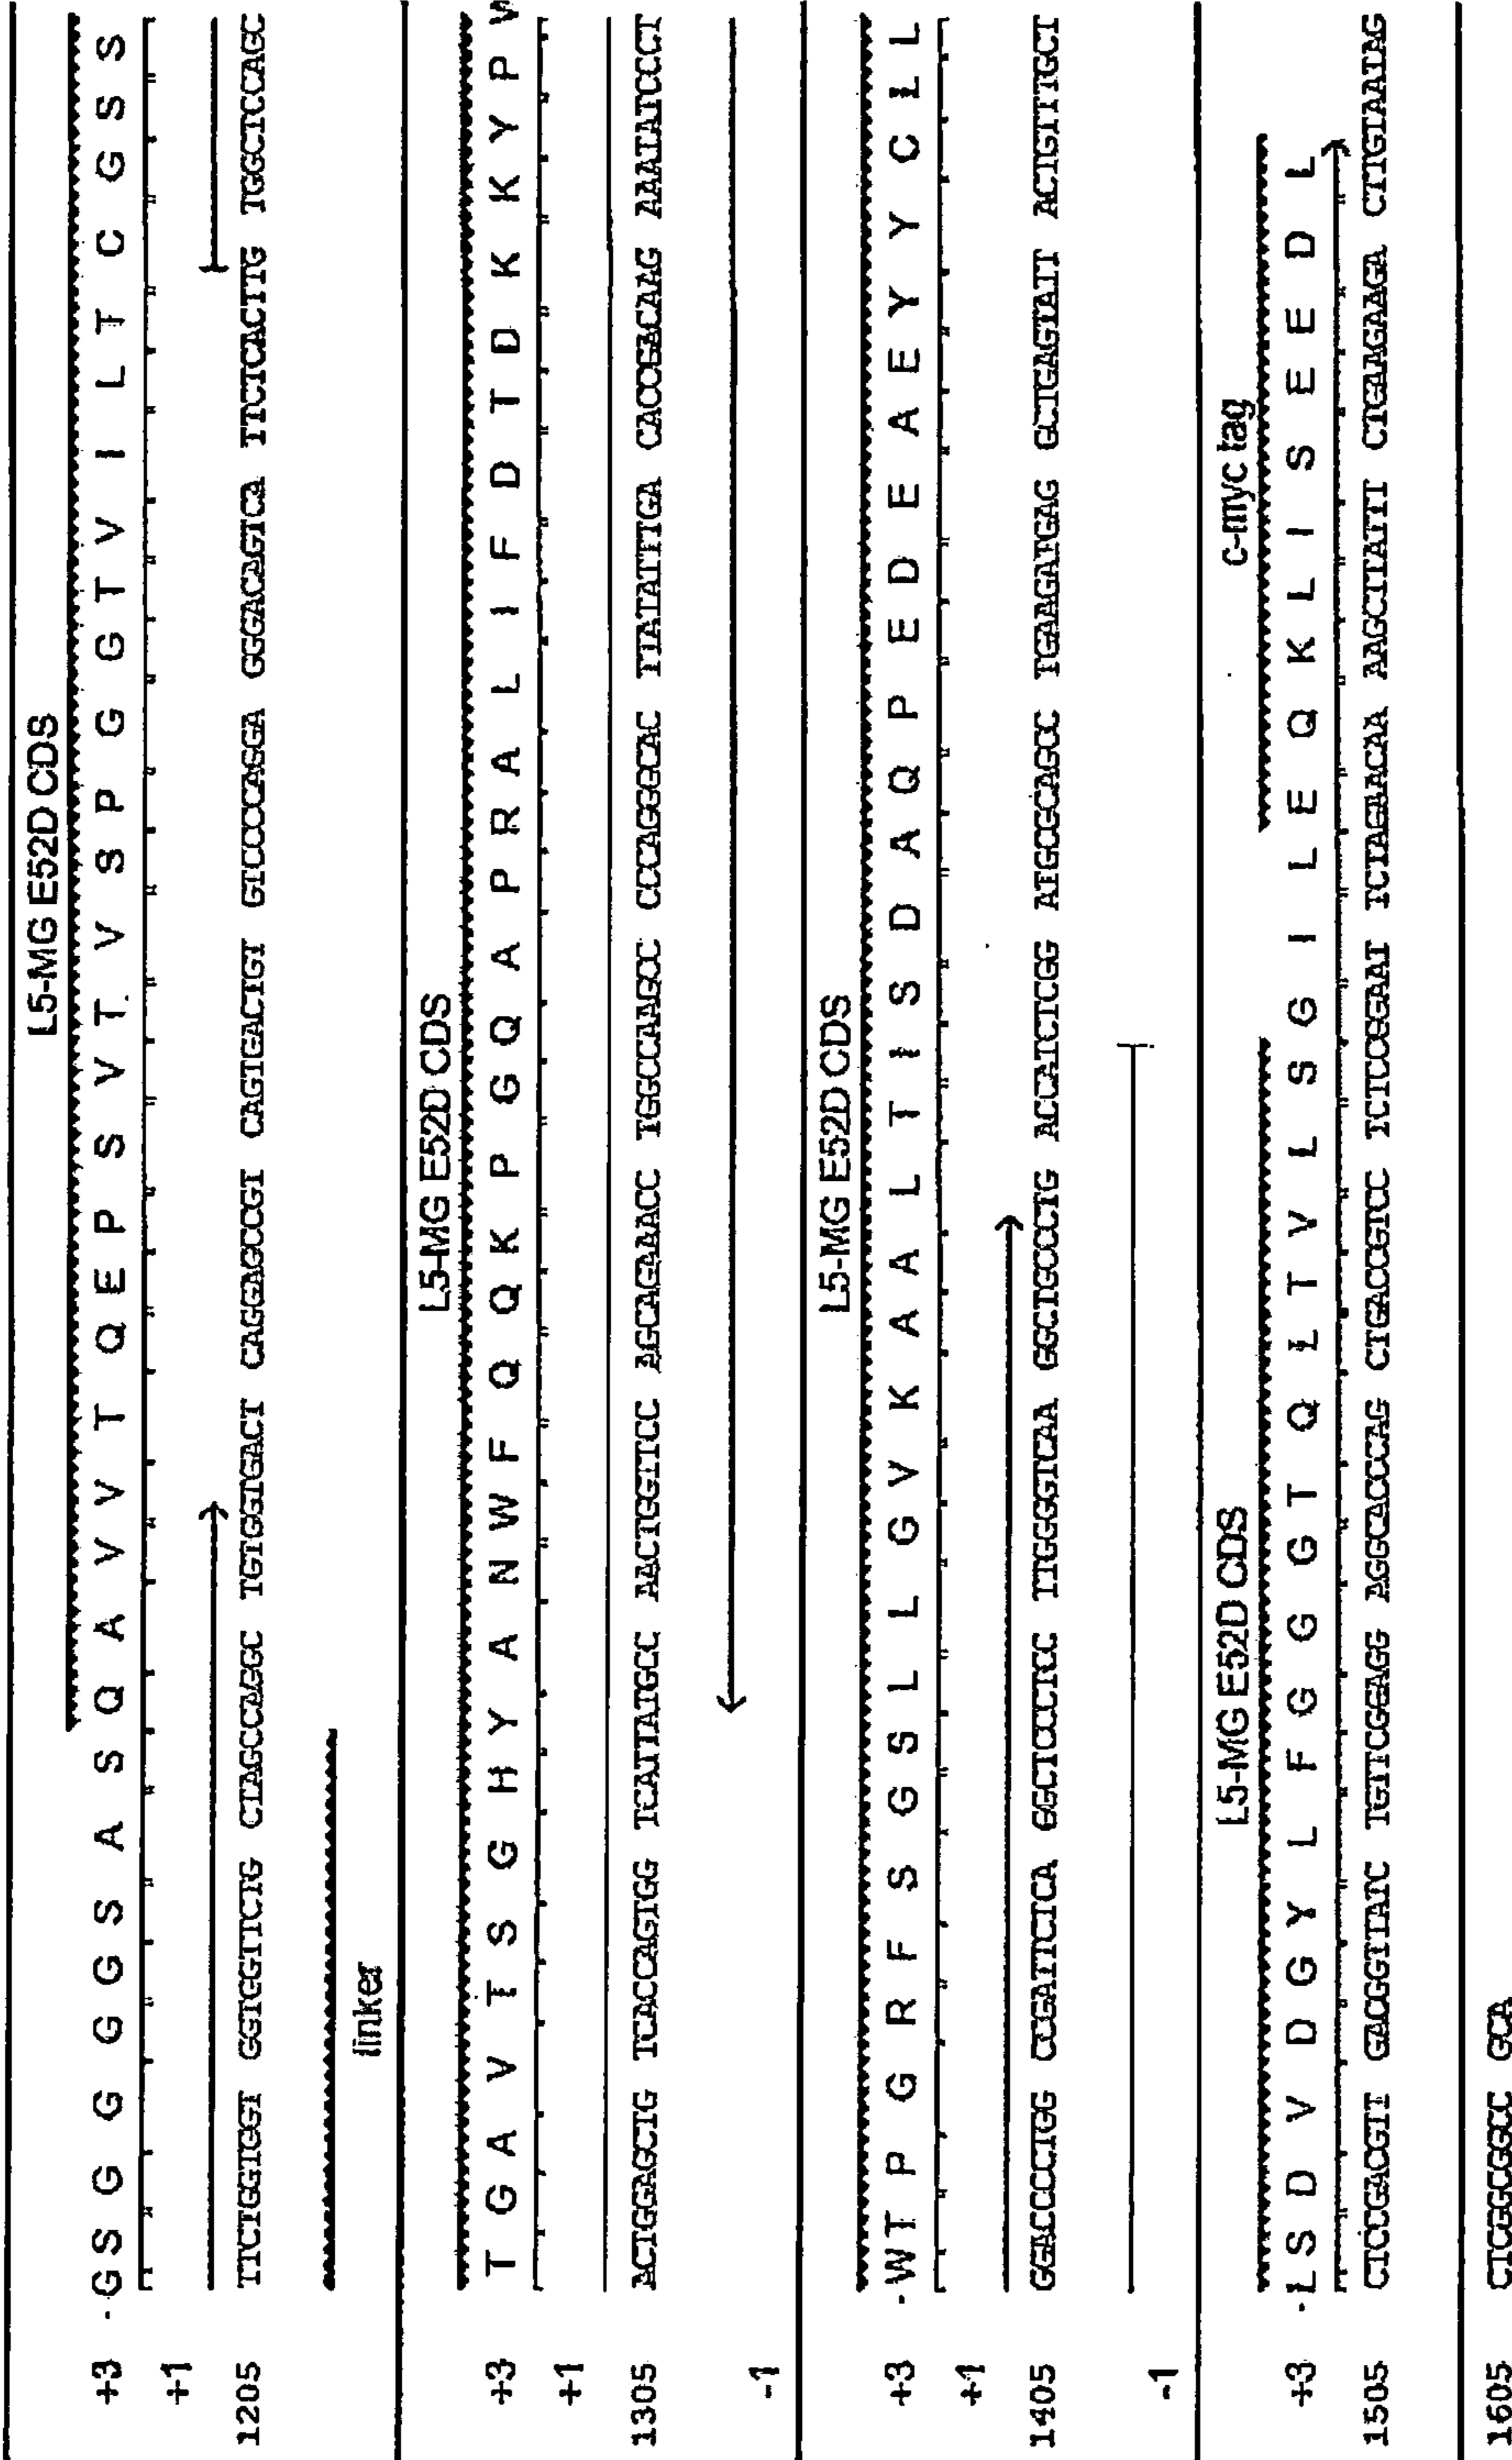 L5-MG E52D CDS
+3 ·G S G G G G S A S Q A V V T Q E P S V T V S P G G T V I L T C G S S
+1
1205 TTCTGGTGGT GGTGGTTCTG CTAGCCAGGC TGTGGTGACT CAGGAGCCGT CAGTGACTGT GTCCCCAGGA GGGACAGTCA TTCTCACTTG TGGCTCCAGC
linker
L5-MG E52D CDS
+3 T G A V T S G H Y A N W F Q Q K P G Q A P R A L I F D T D K K Y P W
+1
1305 ACTGGAGCTG TCACCAGTGG TCATTATGCC AACTGGTTCC AGCAGAAACC TGGCCAAGCC CCCAGGGCAC TTATATTTGA CACCGACAAG AAATATCCCT
-1
L5-MG E52D CDS
+3 ·W T P G R F S G S L L G V K A A L T I S D A Q P E D E A E Y Y C L L
+1
1405 GGACCCCTGG CCGATTCTCA GGCTCCCTCC TTGGGGTCAA GGCTGCCCTG ACCATCTCGG ATGCGCAGCC TGAAGATGAG GCTGAGTATT ACTGTTTGCT
-1
L5-MG E52D CDS c-myc tag
+3 ·L S D V D G Y L F G G G T Q L T V L S G I L E Q K L I S E E D L
1505 CTCCGACGTT GACGGTTATC TGTTCGGAGG AGGCACCCAG CTGACCGTCC TCTCCGGAAT TCTAGAACAA AAGCTTATTT CTGAAGAAGA CTTGTAATAG
1605 CTCGGCGGCC GCA